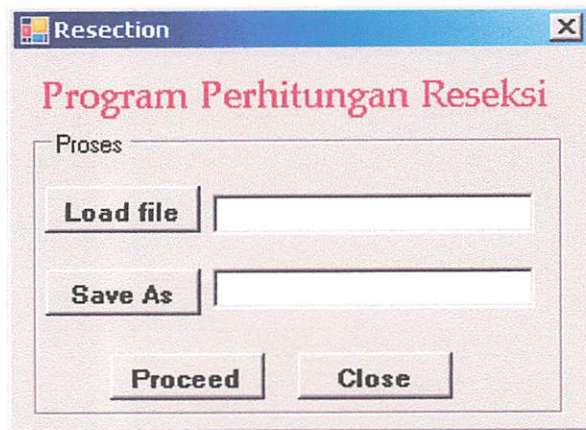 Resection
Program Perhitungan Reseksi
Proses
Load file
Save As
Proceed Close